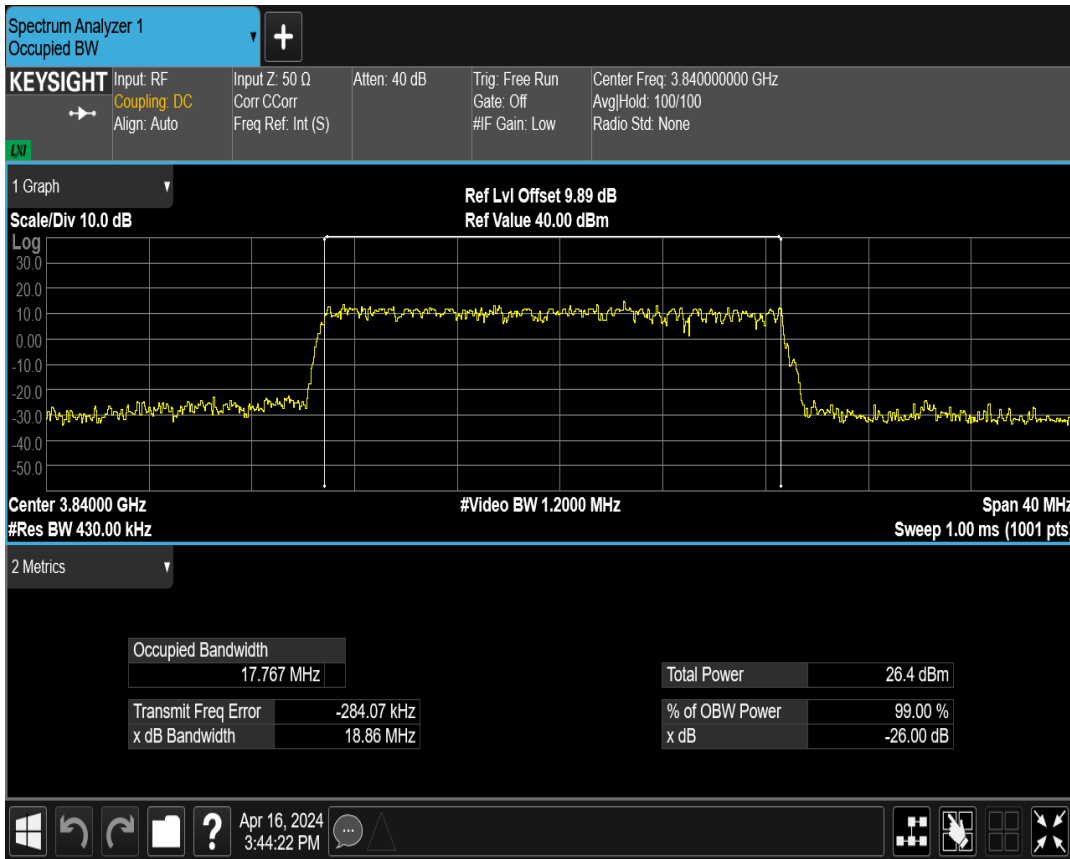 Spectrum Analyzer 1
Occupied BW
+
KEYSIGHT
LXI
Input: RF
Coupling: DC
Align: Auto
Input Z: 50 Ω
Corr CCorr
Freq Ref: Int (S)
Atten: 40 dB
Trig: Free Run
Gate: Off
#IF Gain: Low
Center Freq: 3.840000000 GHz
Avg|Hold: 100/100
Radio Std: None
1 Graph
Scale/Div 10.0 dB
Ref Lvl Offset 9.89 dB
Ref Value 40.00 dBm
Log
30.0
20.0
10.0
0.00
-10.0
-20.0
-30.0
-40.0
-50.0
Center 3.84000 GHz
#Video BW 1.2000 MHz
Span 40 MHz
#Res BW 430.00 kHz
Sweep 1.00 ms (1001 pts)
2 Metrics
Occupied Bandwidth
17.767 MHz
Transmit Freq Error -284.07 kHz
x dB Bandwidth 18.86 MHz
Total Power 26.4 dBm
% of OBW Power 99.00 %
x dB -26.00 dB
?
Apr 16, 2024
3:44:22 PM